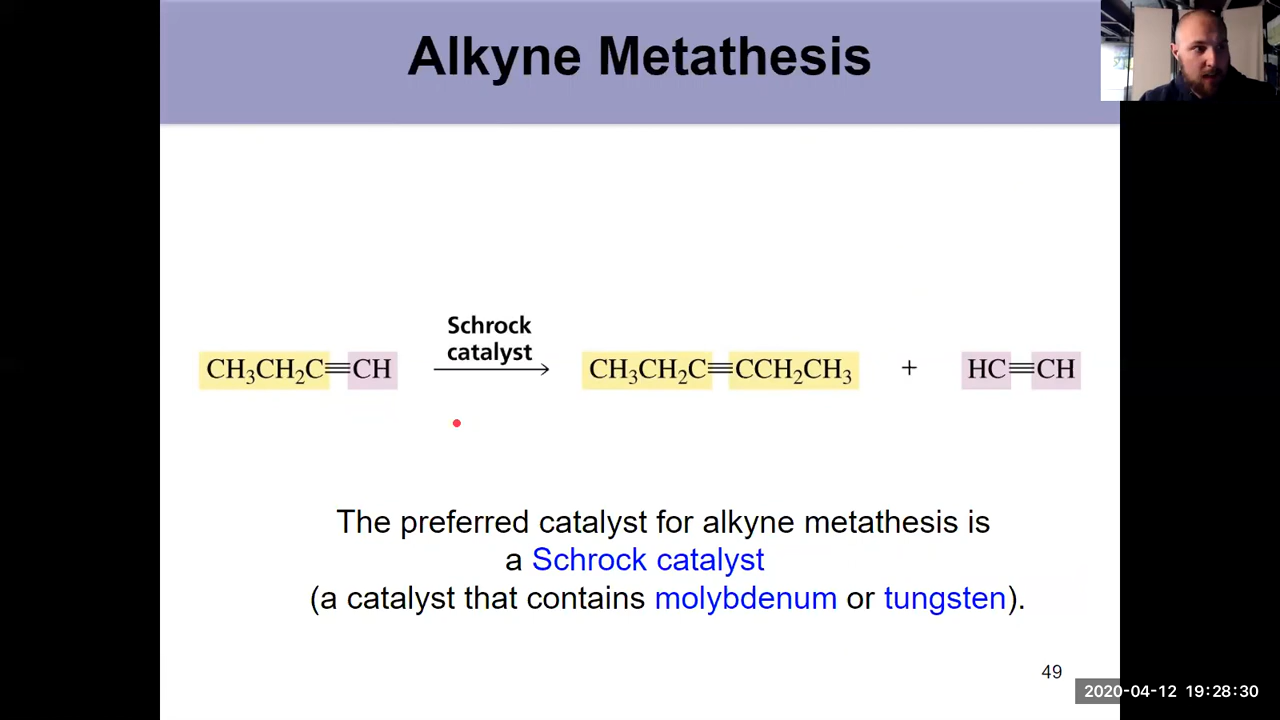 Alkyne Metathesis
Schrock
catalyst
CH₃CH₂C≡CH CH₃CH₂C≡CCH₂CH₃ + HC≡CH
The preferred catalyst for alkyne metathesis is
a Schrock catalyst
(a catalyst that contains molybdenum or tungsten).
49
2020-04-12 19:28:30